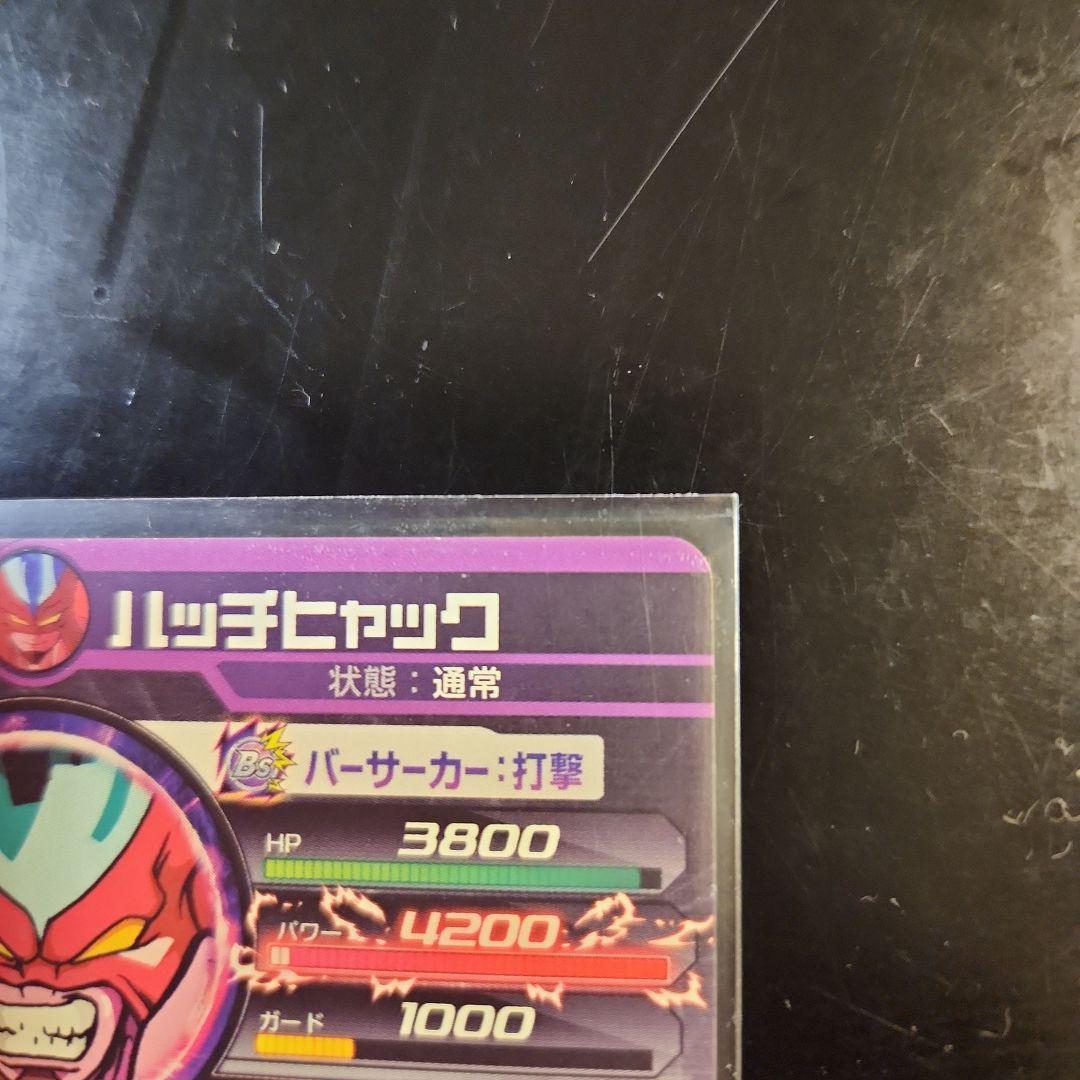 ハッチヒャック
状態：通常
Bs バーサーカー：打撃
HP 3800
パワー 4200
ガード 1000